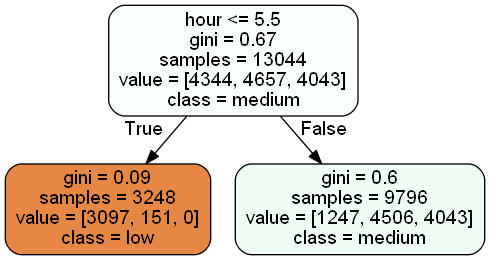 hour <= 5.5
gini = 0.67
samples = 13044
value = [4344, 4657, 4043]
class = medium
True
False
gini = 0.09
samples = 3248
value = [3097, 151, 0]
class = low
gini = 0.6
samples = 9796
value = [1247, 4506, 4043]
class = medium